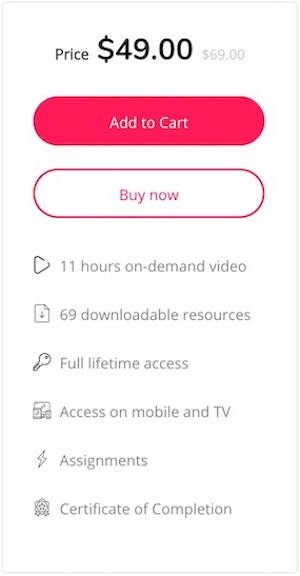 Price $49.00 $69.00
Add to Cart
Buy now
11 hours on-demand video
69 downloadable resources
Full lifetime access
Access on mobile and TV
Assignments
Certificate of Completion